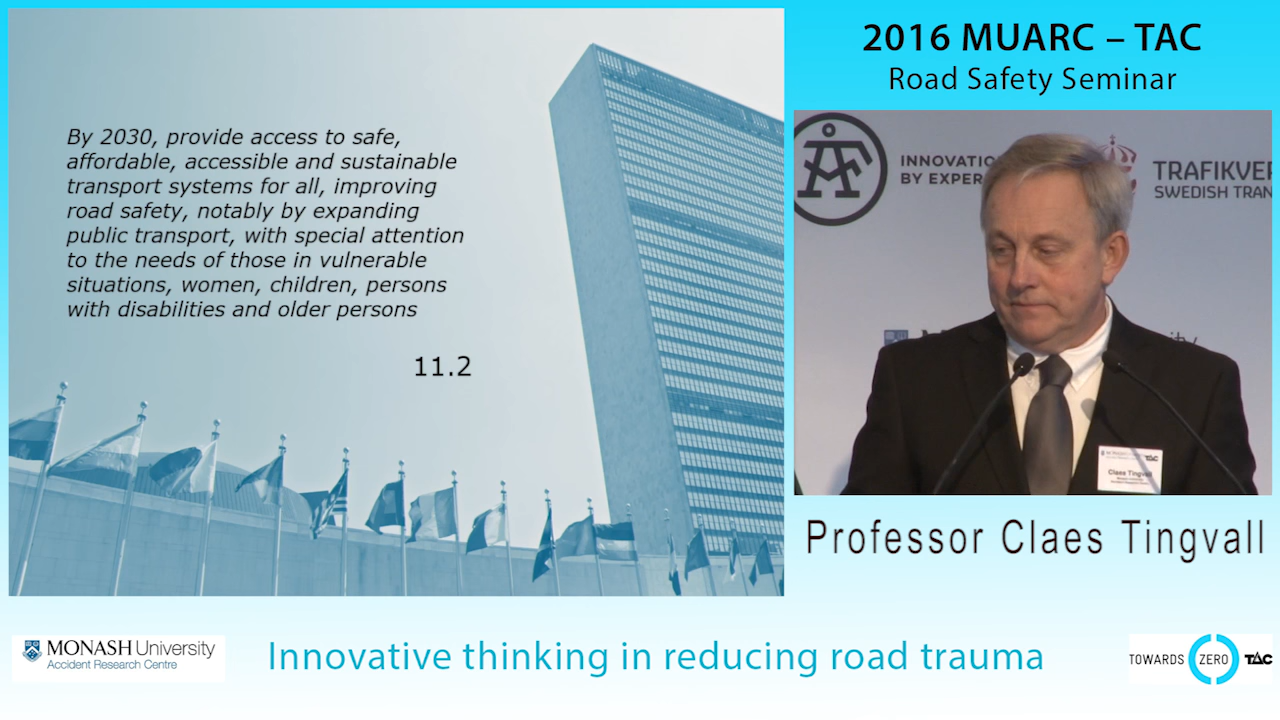 2016 MUARC – TAC
Road Safety Seminar
By 2030, provide access to safe,
affordable, accessible and sustainable
transport systems for all, improving
road safety, notably by expanding
public transport, with special attention
to the needs of those in vulnerable
situations, women, children, persons
with disabilities and older persons
11.2
INNOVATIO
BY EXPER
TRAFIKVER
SWEDISH TRAN
Claes Tingvall
TAC
Professor Claes Tingvall
MONASH University
Accident Research Centre
Innovative thinking in reducing road trauma
TOWARDS ZERO TAC